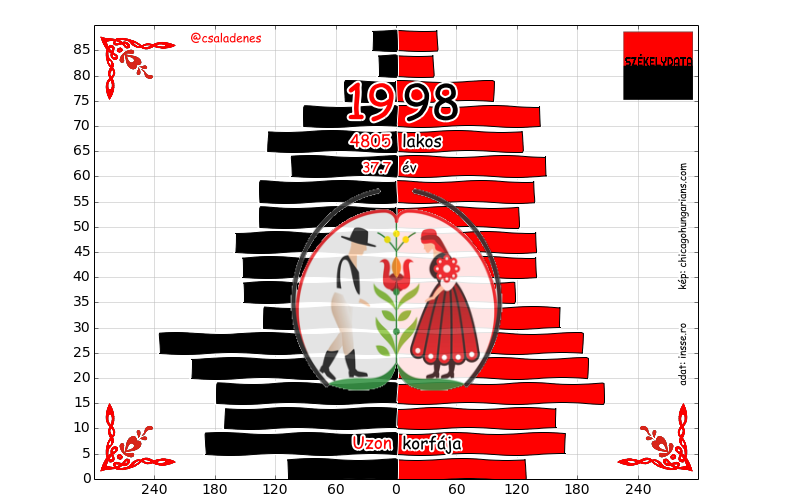 @csaladenes
SZÉKELYDATA
1998
4805 lakos
37.7 év
kép: chicagohungarians.com
adat: insse.ro
Uzon korfája
85
80
75
70
65
60
55
50
45
40
35
30
25
20
15
10
5
0
240 180 120 60 0 60 120 180 240